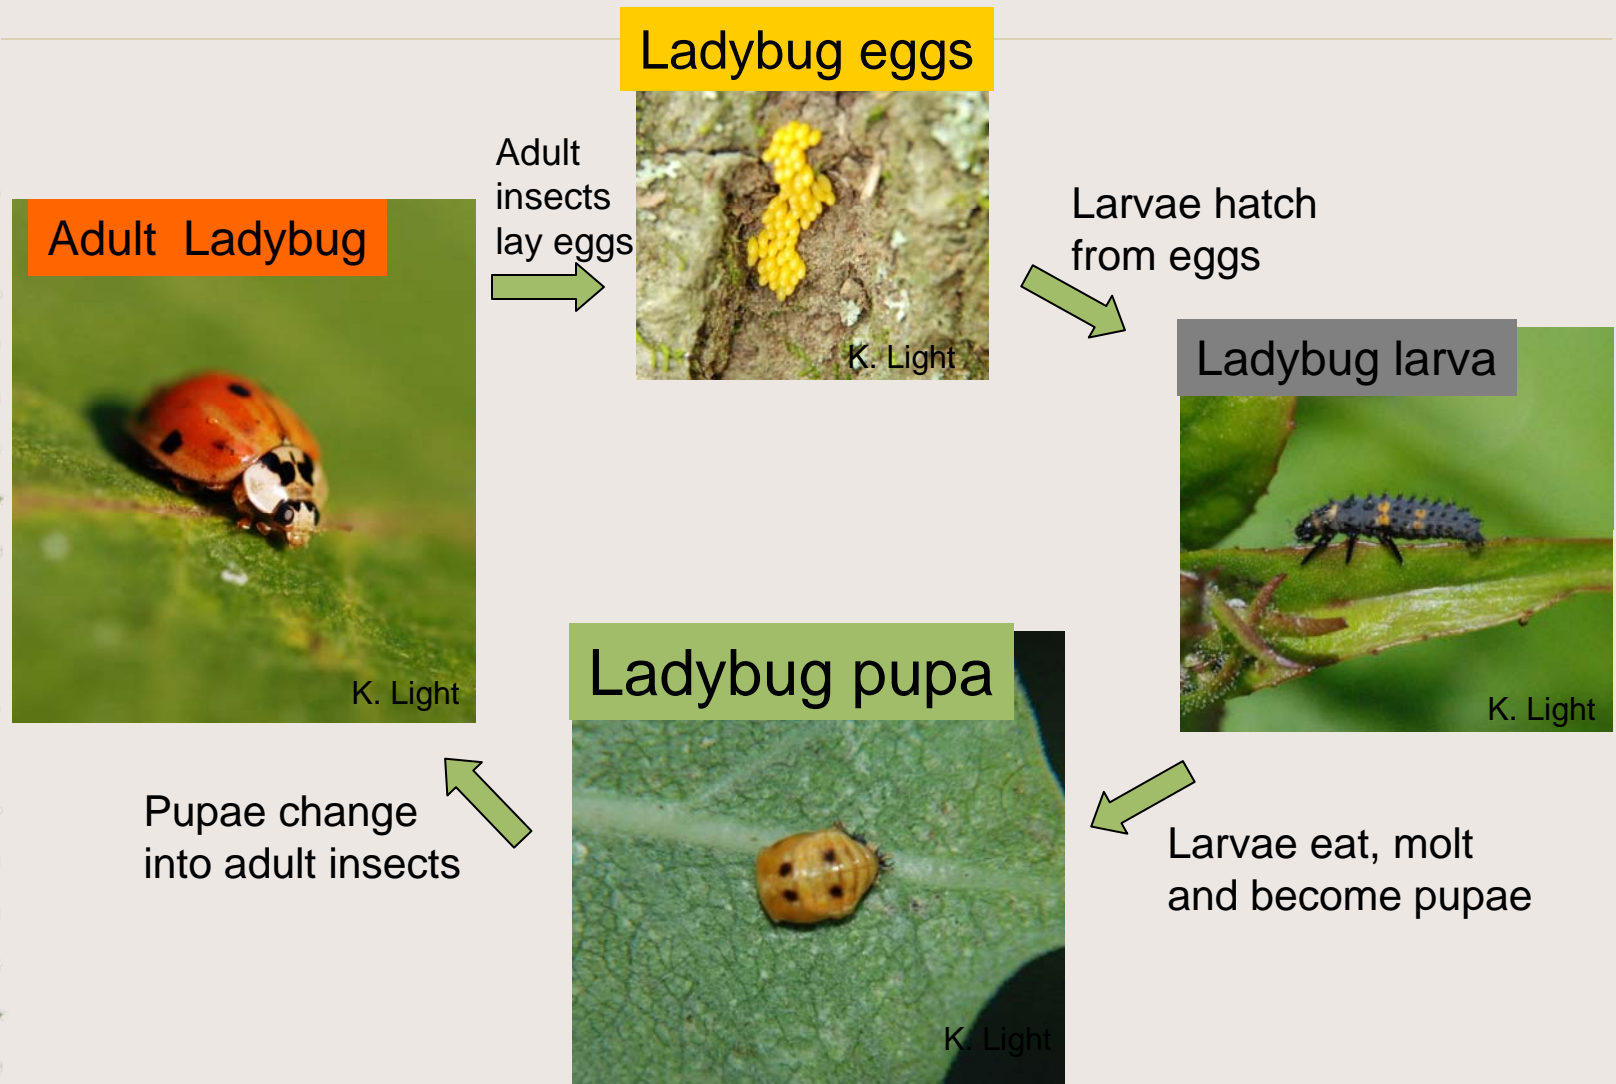 Ladybug eggs
Adult
insects
lay eggs
K. Light
Larvae hatch
from eggs
Adult  Ladybug
K. Light
Ladybug larva
K. Light
Ladybug pupa
K. Light
Larvae eat, molt
and become pupae
Pupae change
into adult insects